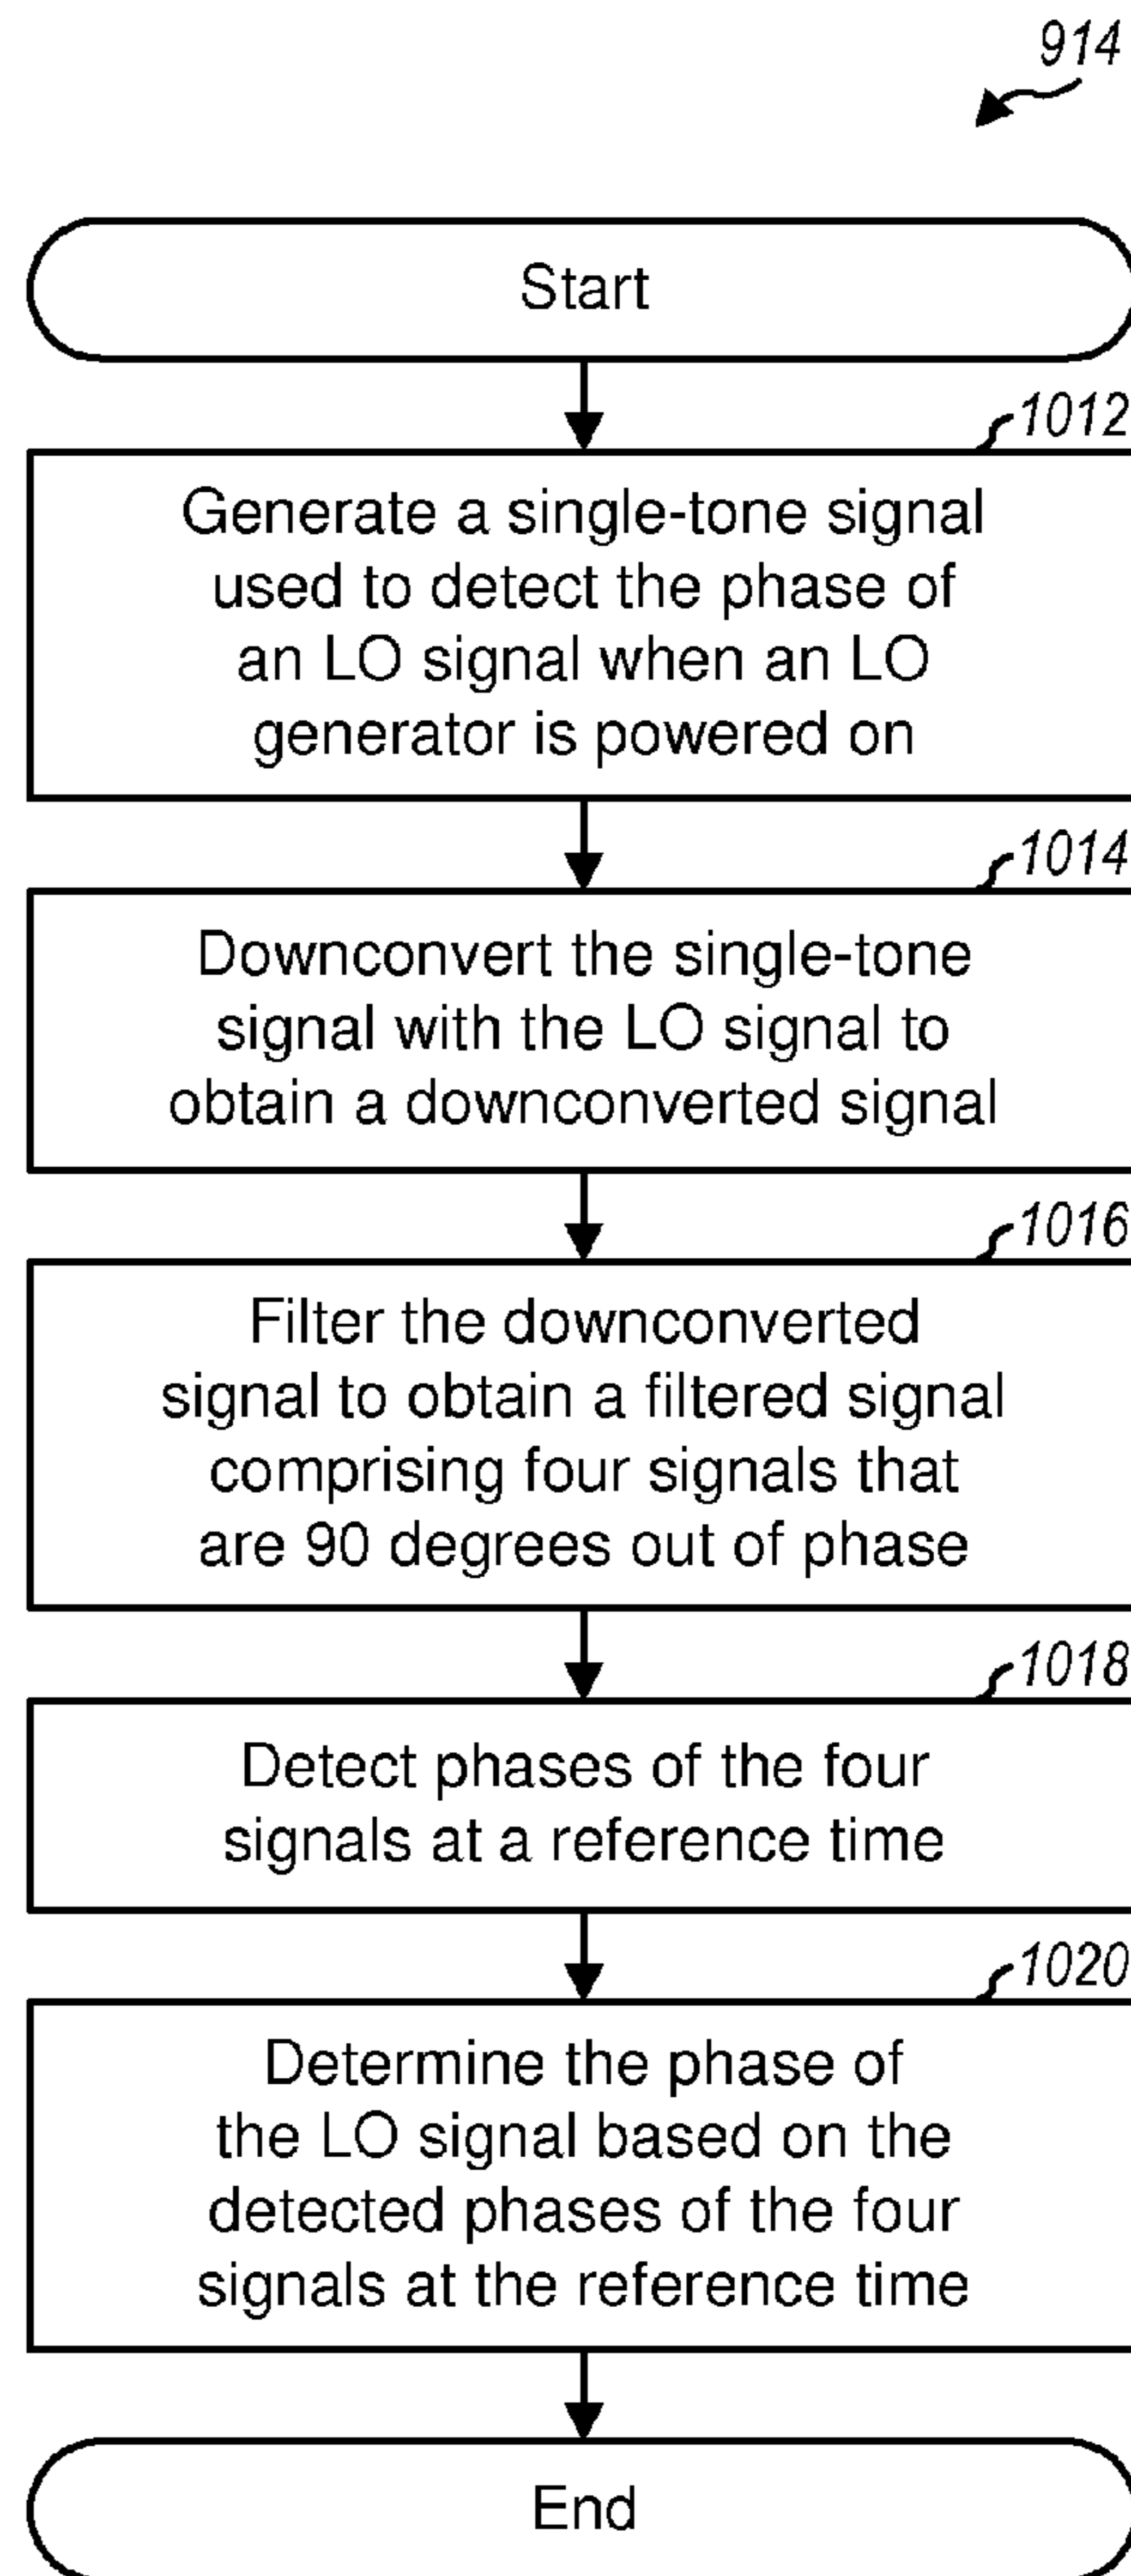 914
Start
1012
Generate a single-tone signal
used to detect the phase of
an LO signal when an LO
generator is powered on
1014
Downconvert the single-tone
signal with the LO signal to
obtain a downconverted signal
1016
Filter the downconverted
signal to obtain a filtered signal
comprising four signals that
are 90 degrees out of phase
1018
Detect phases of the four
signals at a reference time
1020
Determine the phase of
the LO signal based on the
detected phases of the four
signals at the reference time
End